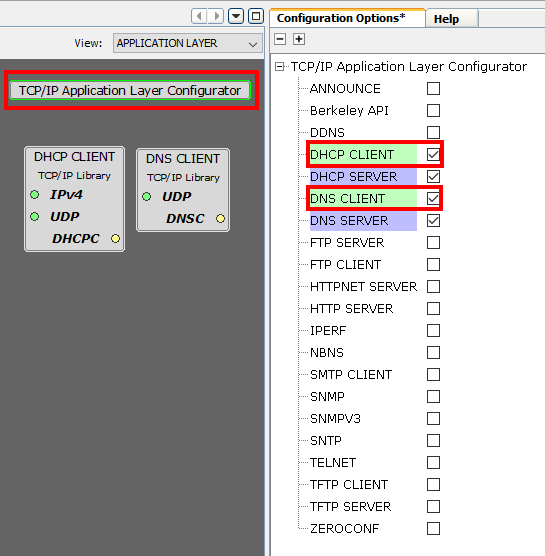 View: APPLICATION LAYER
TCP/IP Application Layer Configurator
DHCP CLIENT
TCP/IP Library
IPv4
UDP
DHCPC
DNS CLIENT
TCP/IP Library
UDP
DNSC
Configuration Options*
Help
TCP/IP Application Layer Configurator
ANNOUNCE
Berkeley API
DDNS
DHCP CLIENT
DHCP SERVER
DNS CLIENT
DNS SERVER
FTP SERVER
FTP CLIENT
HTTPNET SERVER
HTTP SERVER
IPERF
NBNS
SMTP CLIENT
SNMP
SNMPV3
SNTP
TELNET
TFTP CLIENT
TFTP SERVER
ZEROCONF